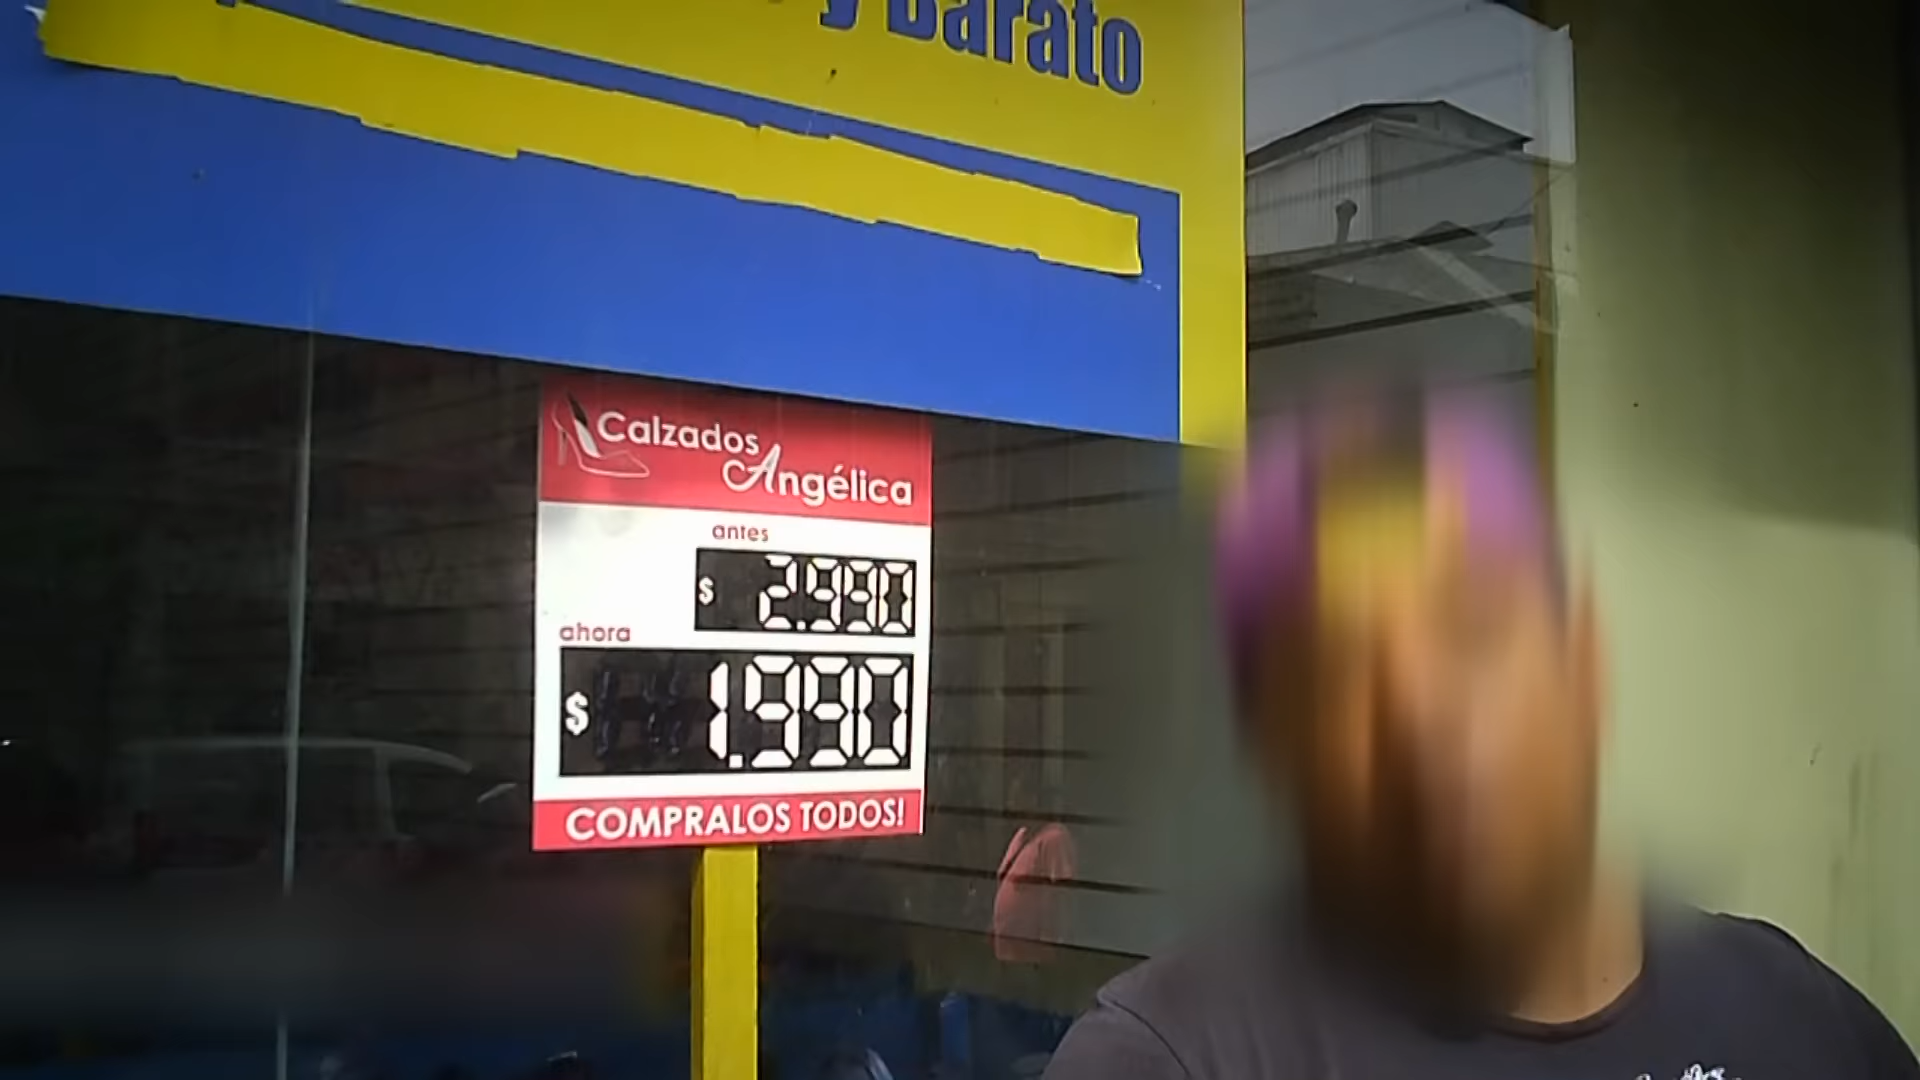 y Barato
Calzados
Angélica
antes
$ 2.990
ahora
$ 1.990
COMPRALOS TODOS!